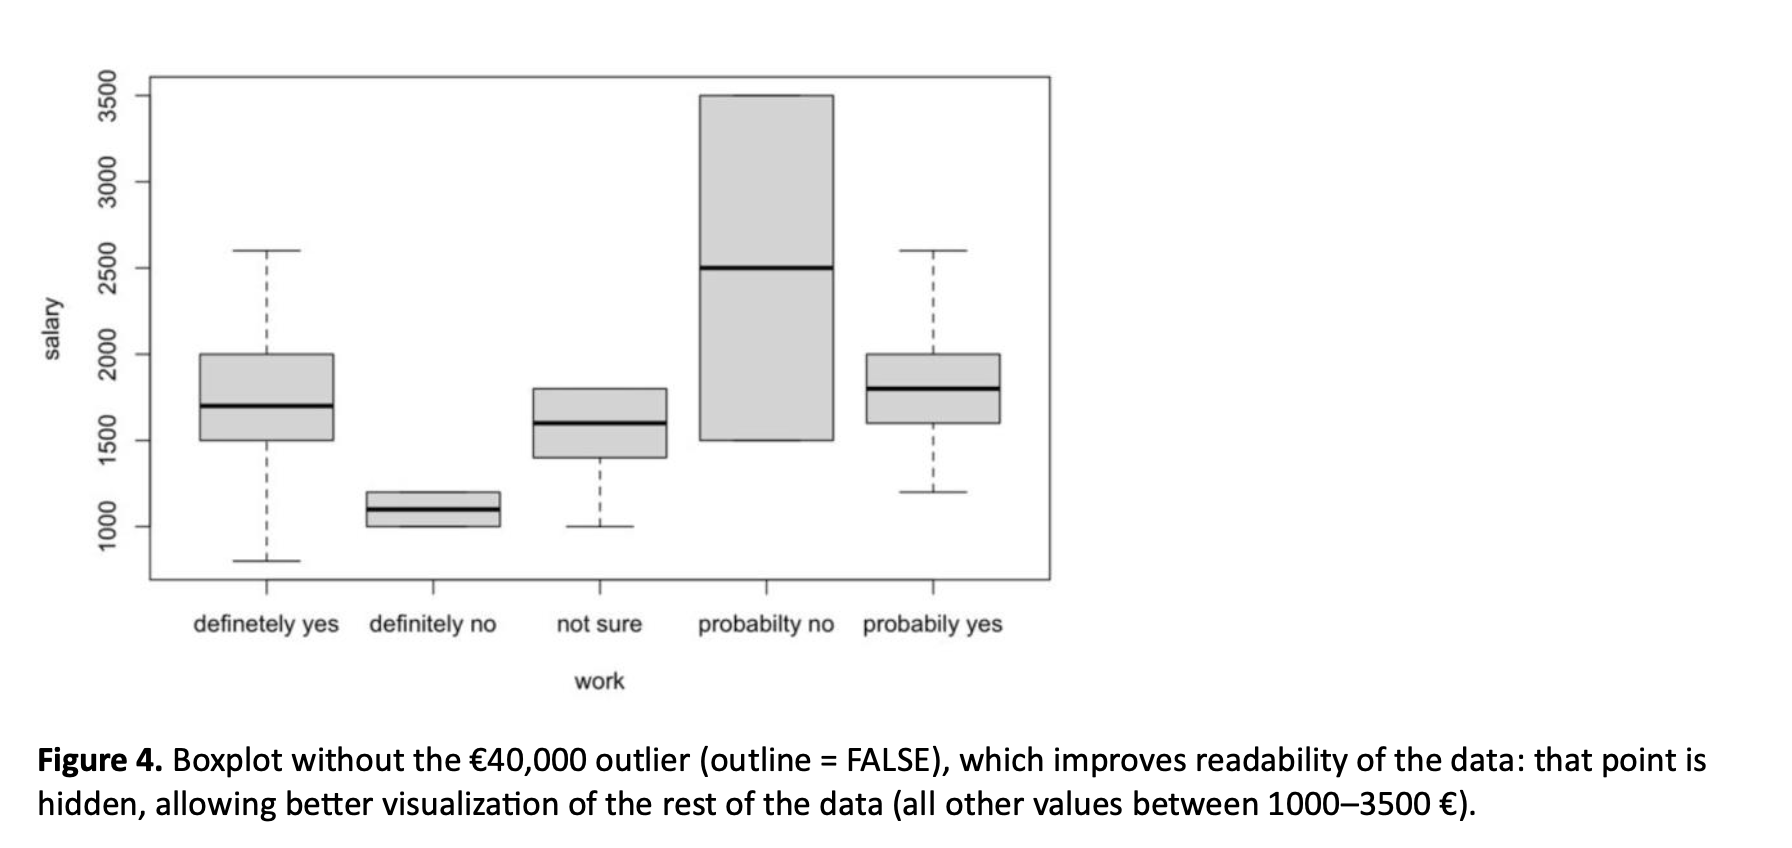 3500
3000
2500
2000
1500
1000
salary
definetely yes definitely no not sure probabilty no probabily yes
work
Figure 4. Boxplot without the €40,000 outlier (outline = FALSE), which improves readability of the data: that point is
hidden, allowing better visualization of the rest of the data (all other values between 1000–3500 €).